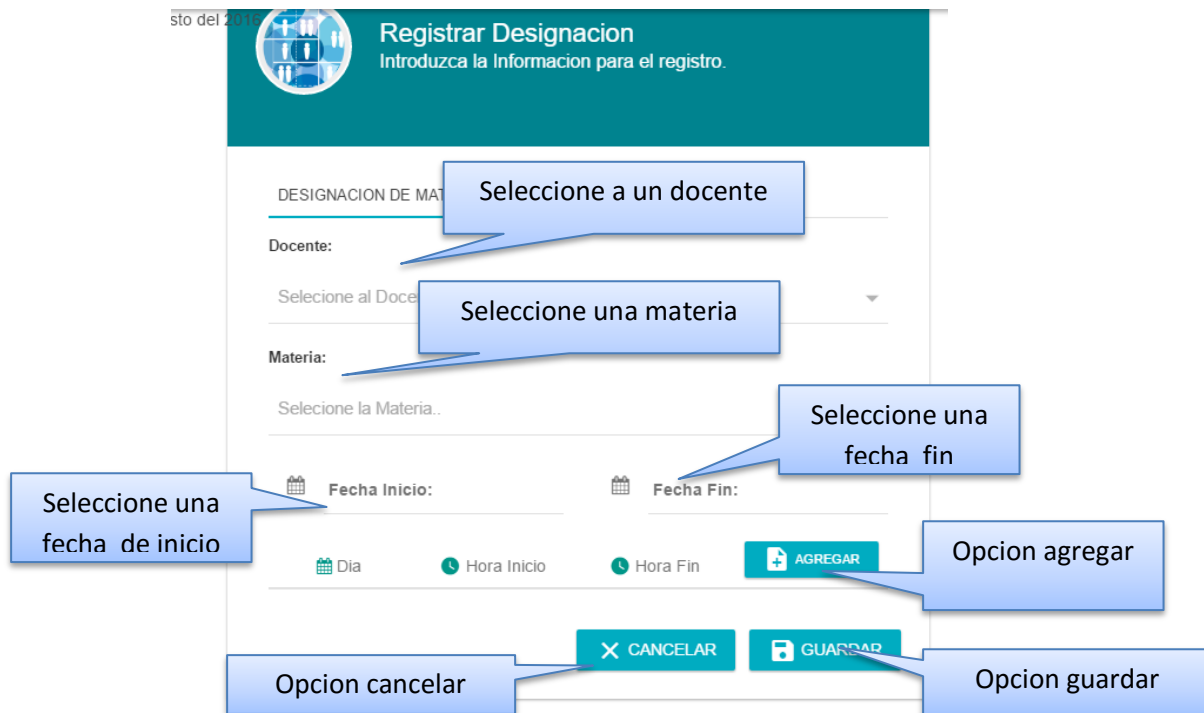 sto del 2016
Registrar Designacion
Introduzca la Informacion para el registro.
DESIGNACION DE MAT
Seleccione a un docente
Docente:
Selecione al Doce
Seleccione una materia
Materia:
Selecione la Materia..
Seleccione una
fecha fin
Fecha Inicio:
Fecha Fin:
Seleccione una
fecha de inicio
Dia
Hora Inicio
Hora Fin
AGREGAR
Opcion agregar
CANCELAR
GUARDAR
Opcion cancelar
Opcion guardar